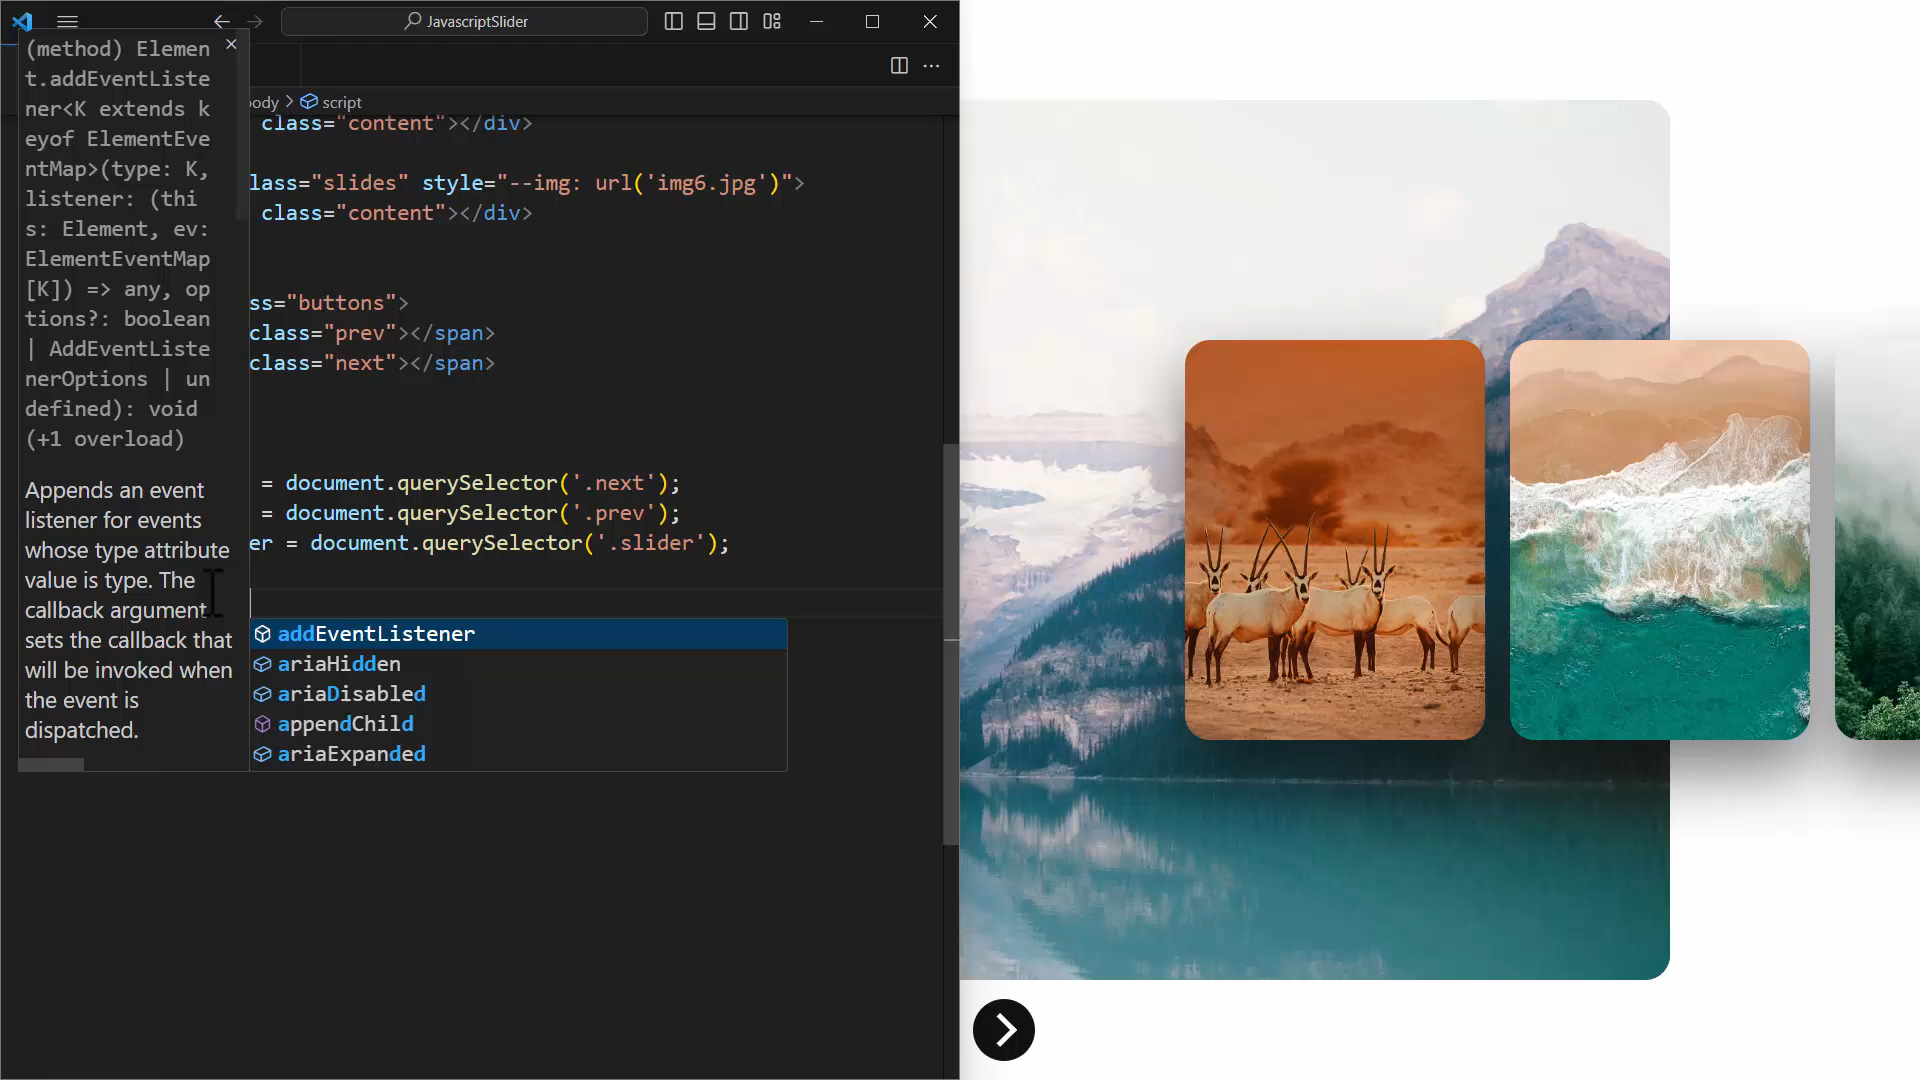 JavascriptSlider
(method) Elemen
t.addEventListe
ner<K extends k
eyof ElementEve
ntMap>(type: K,
listener: (thi
s: Element, ev:
ElementEventMap
[K]) => any, op
tions?: boolean
| AddEventListe
nerOptions | un
defined): void
(+1 overload)
Appends an event
listener for events
whose type attribute
value is type. The
callback argument
sets the callback that
will be invoked when
the event is
dispatched.
body > script
class="content"></div>
lass="slides" style="--img: url('img6.jpg')">
class="content"></div>
ss="buttons">
class="prev"></span>
class="next"></span>
= document.querySelector('.next');
= document.querySelector('.prev');
er = document.querySelector('.slider');
addEventListener
ariaHidden
ariaDisabled
appendChild
ariaExpanded